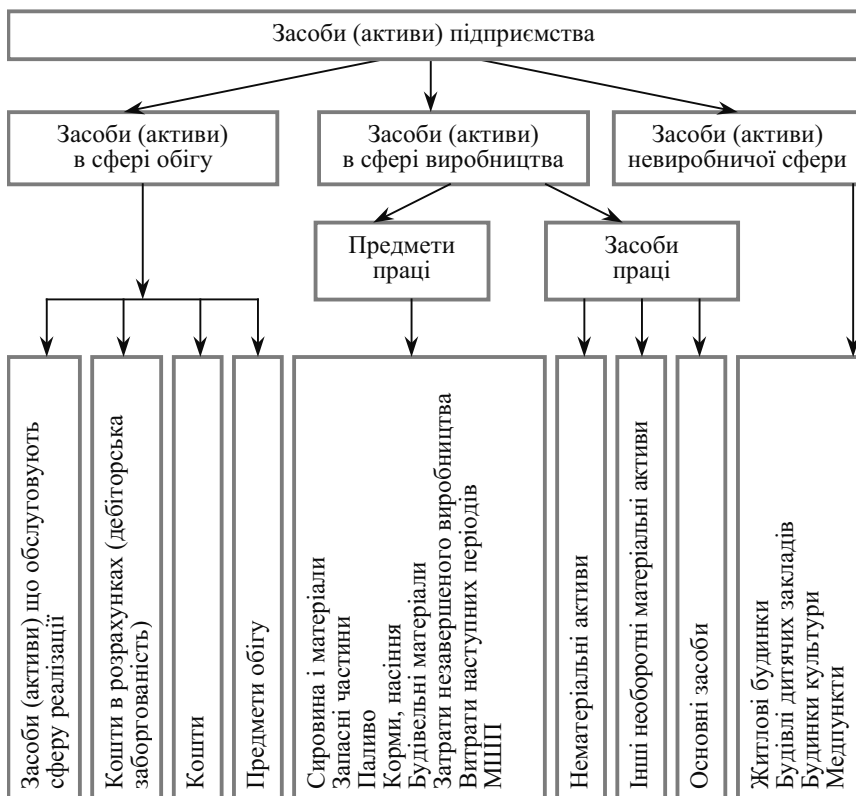 Засоби (активи) підприємства
Засоби (активи)
в сфері обігу
Засоби (активи)
в сфері виробництва
Засоби (активи)
невиробничої сфери
Предмети
праці
Засоби
праці
Засоби (активи) що обслуговують
сферу реалізації
Кошти в розрахунках (дебіторська
заборгованість)
Кошти
Предмети обігу
Сировина і матеріали
Запасні частини
Паливо
Корми, насіння
Будівельні матеріали
Затрати незавершеного виробництва
Витрати наступних періодів
МШП
Нематеріальні активи
Інші необоротні матеріальні активи
Основні засоби
Житлові будинки
Будівлі дитячих закладів
Будинки культури
Медпункти